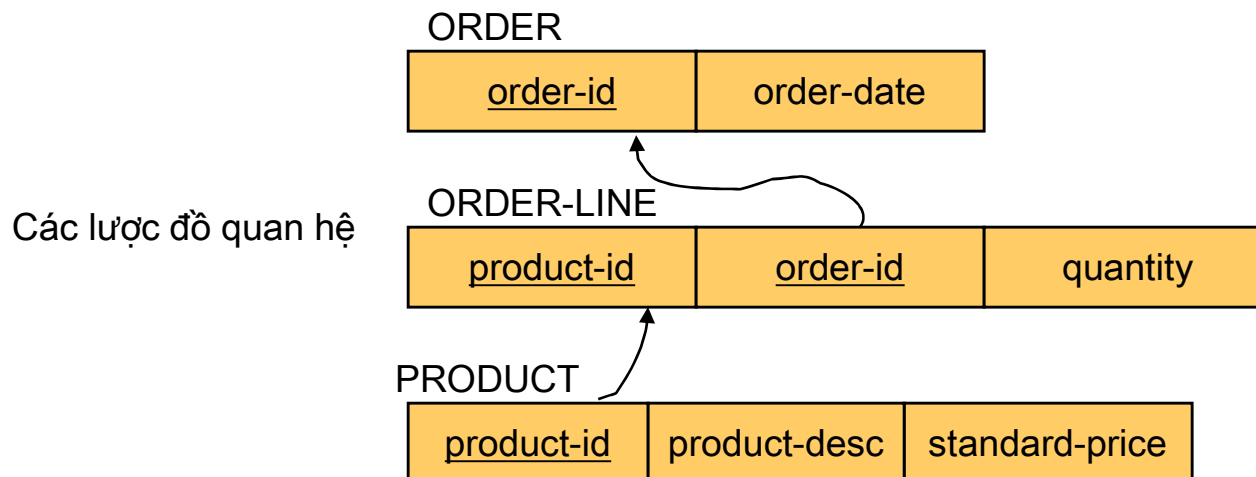 ORDER
order-id order-date
Các lược đồ quan hệ
ORDER-LINE
product-id order-id quantity
PRODUCT
product-id product-desc standard-price